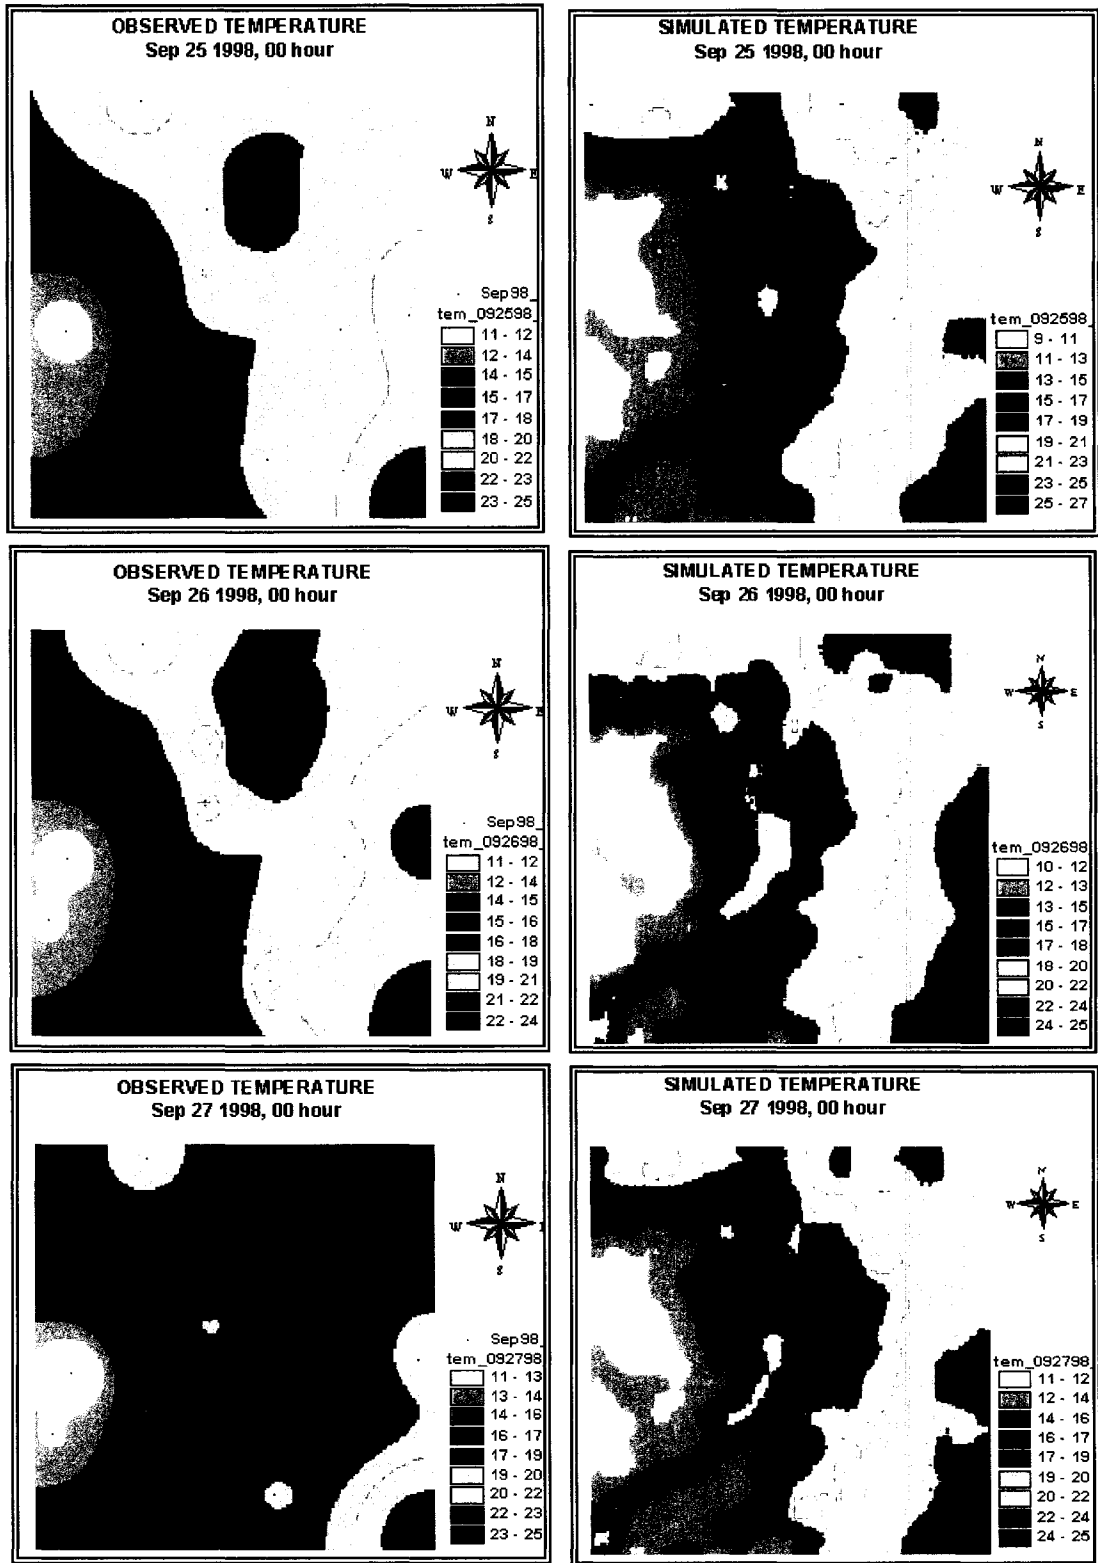 OBSERVED TEMPERATURE
Sep 25 1998, 00 hour
N
W E
S
Sep98_
tem_092598_
11 - 12
12 - 14
14 - 15
15 - 17
17 - 18
18 - 20
20 - 22
22 - 23
23 - 25
SIMULATED TEMPERATURE
Sep 25 1998, 00 hour
N
W E
S
tem_092598_
9 - 11
11 - 13
13 - 15
15 - 17
17 - 19
19 - 21
21 - 23
23 - 25
25 - 27
OBSERVED TEMPERATURE
Sep 26 1998, 00 hour
N
W E
S
Sep98_
tem_092698_
11 - 12
12 - 14
14 - 15
15 - 16
16 - 18
18 - 19
19 - 21
21 - 22
22 - 24
SIMULATED TEMPERATURE
Sep 26 1998, 00 hour
N
W E
S
tem_092698_
10 - 12
12 - 13
13 - 15
15 - 17
17 - 18
18 - 20
20 - 22
22 - 24
24 - 25
OBSERVED TEMPERATURE
Sep 27 1998, 00 hour
N
W
S
Sep98_
tem_092798_
11 - 13
13 - 14
14 - 16
16 - 17
17 - 19
19 - 20
20 - 22
22 - 23
23 - 25
SIMULATED TEMPERATURE
Sep 27 1998, 00 hour
N
W E
S
tem_092798_
11 - 12
12 - 14
14 - 16
16 - 17
17 - 19
19 - 20
20 - 22
22 - 24
24 - 25